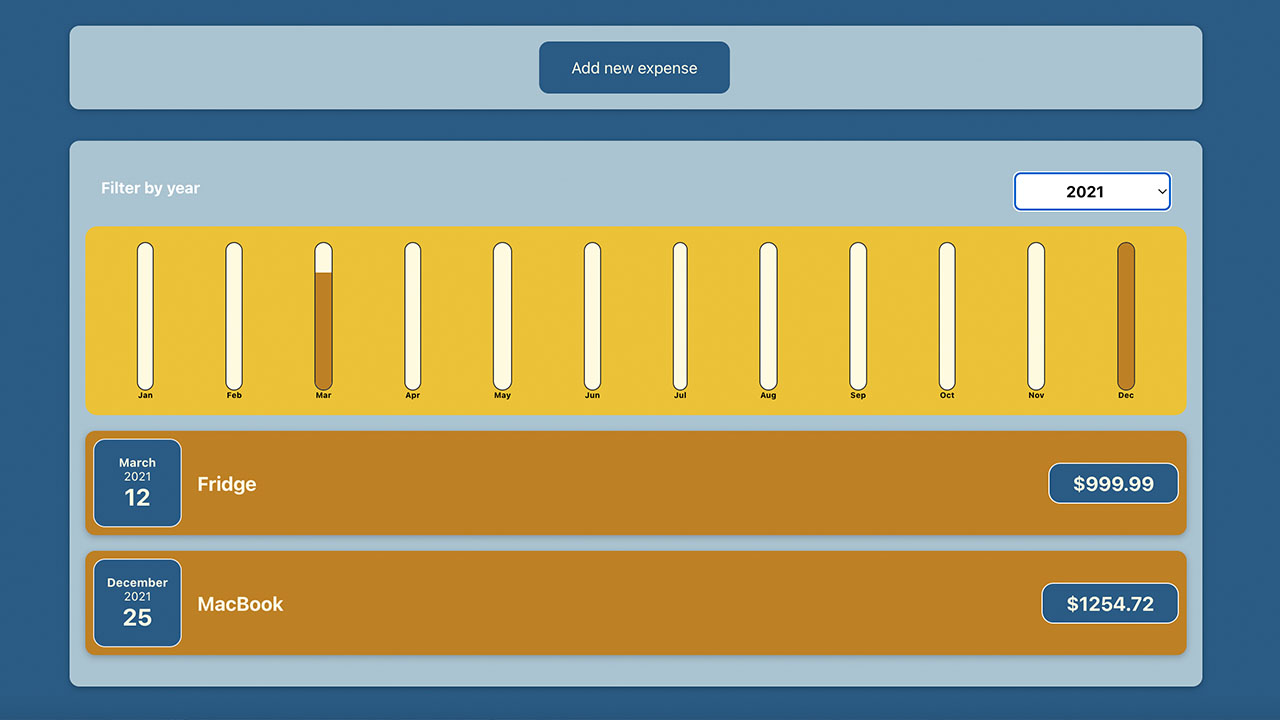 Add new expense
Filter by year
2021
Jan Feb Mar Apr May Jun Jul Aug Sep Oct Nov Dec
March
2021
12
Fridge
$999.99
December
2021
25
MacBook
$1254.72